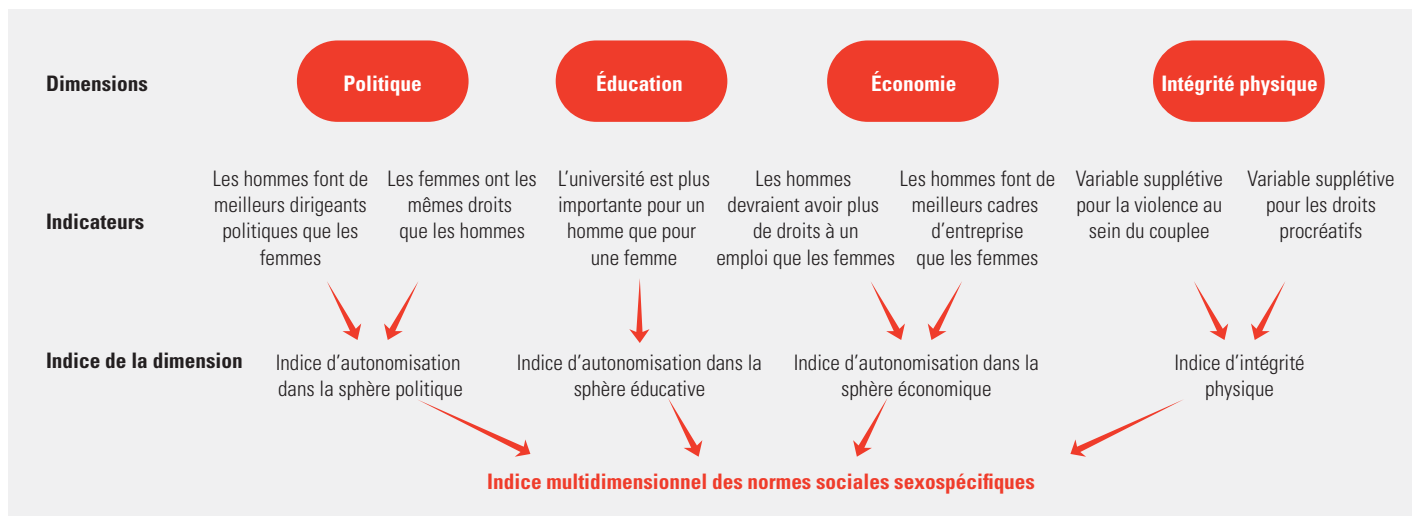 Dimensions
Politique
Éducation
Économie
Intégrité physique
Indicateurs
Les hommes font de
meilleurs dirigeants
politiques que les
femmes
Les femmes ont les
mêmes droits
que les hommes
L'université est plus
importante pour un
homme que pour
une femme
Les hommes
devraient avoir plus
de droits à un
emploi que les femmes
Les hommes font de
meilleurs cadres
d'entreprise
que les femmes
Variable supplétive
pour la violence au
sein du couplee
Variable supplétive
pour les droits
procréatifs
Indice de la dimension
Indice d'autonomisation
dans la sphère politique
Indice d'autonomisation dans la
sphère éducative
Indice d'autonomisation dans la
sphère économique
Indice d'intégrité
physique
Indice multidimensionnel des normes sociales sexospécifiques